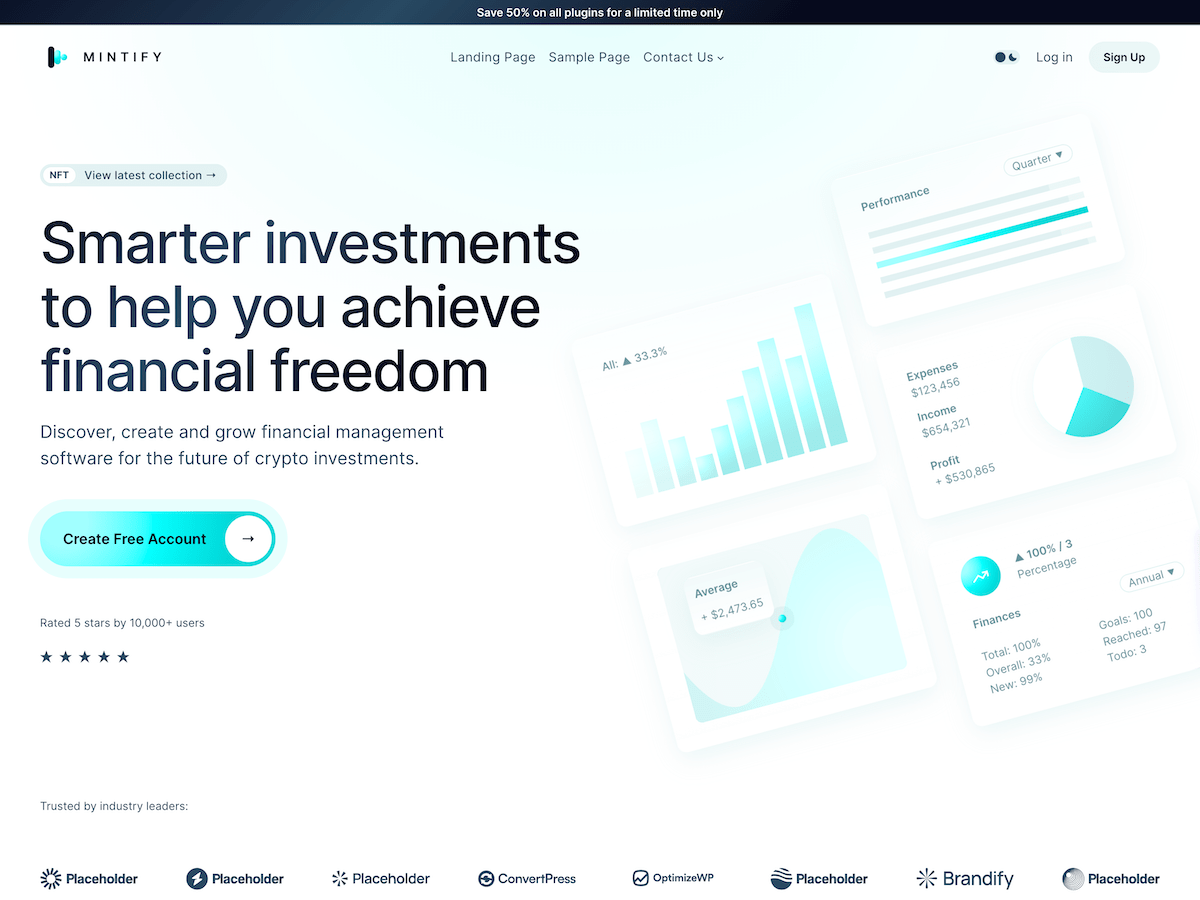 Save 50% on all plugins for a limited time only
MINTIFY
Landing Page Sample Page Contact Us
Log in
Sign Up
NFT View latest collection →
Smarter investments
to help you achieve
financial freedom
Discover, create and grow financial management
software for the future of crypto investments.
Create Free Account →
Rated 5 stars by 10,000+ users
★ ★ ★ ★ ★
Performance
Quarter ▼
All: ▲ 33.3%
Expenses
$123,456
Income
$654,321
Profit
+ $530,865
Average
+ $2,473.65
▲ 100% / 3
Percentage
Annual ▼
Finances
Total: 100%
Overall: 33%
New: 99%
Goals: 100
Reached: 97
Todo: 3
Trusted by industry leaders:
Placeholder Placeholder Placeholder ConvertPress OptimizeWP Placeholder Brandify Placeholder